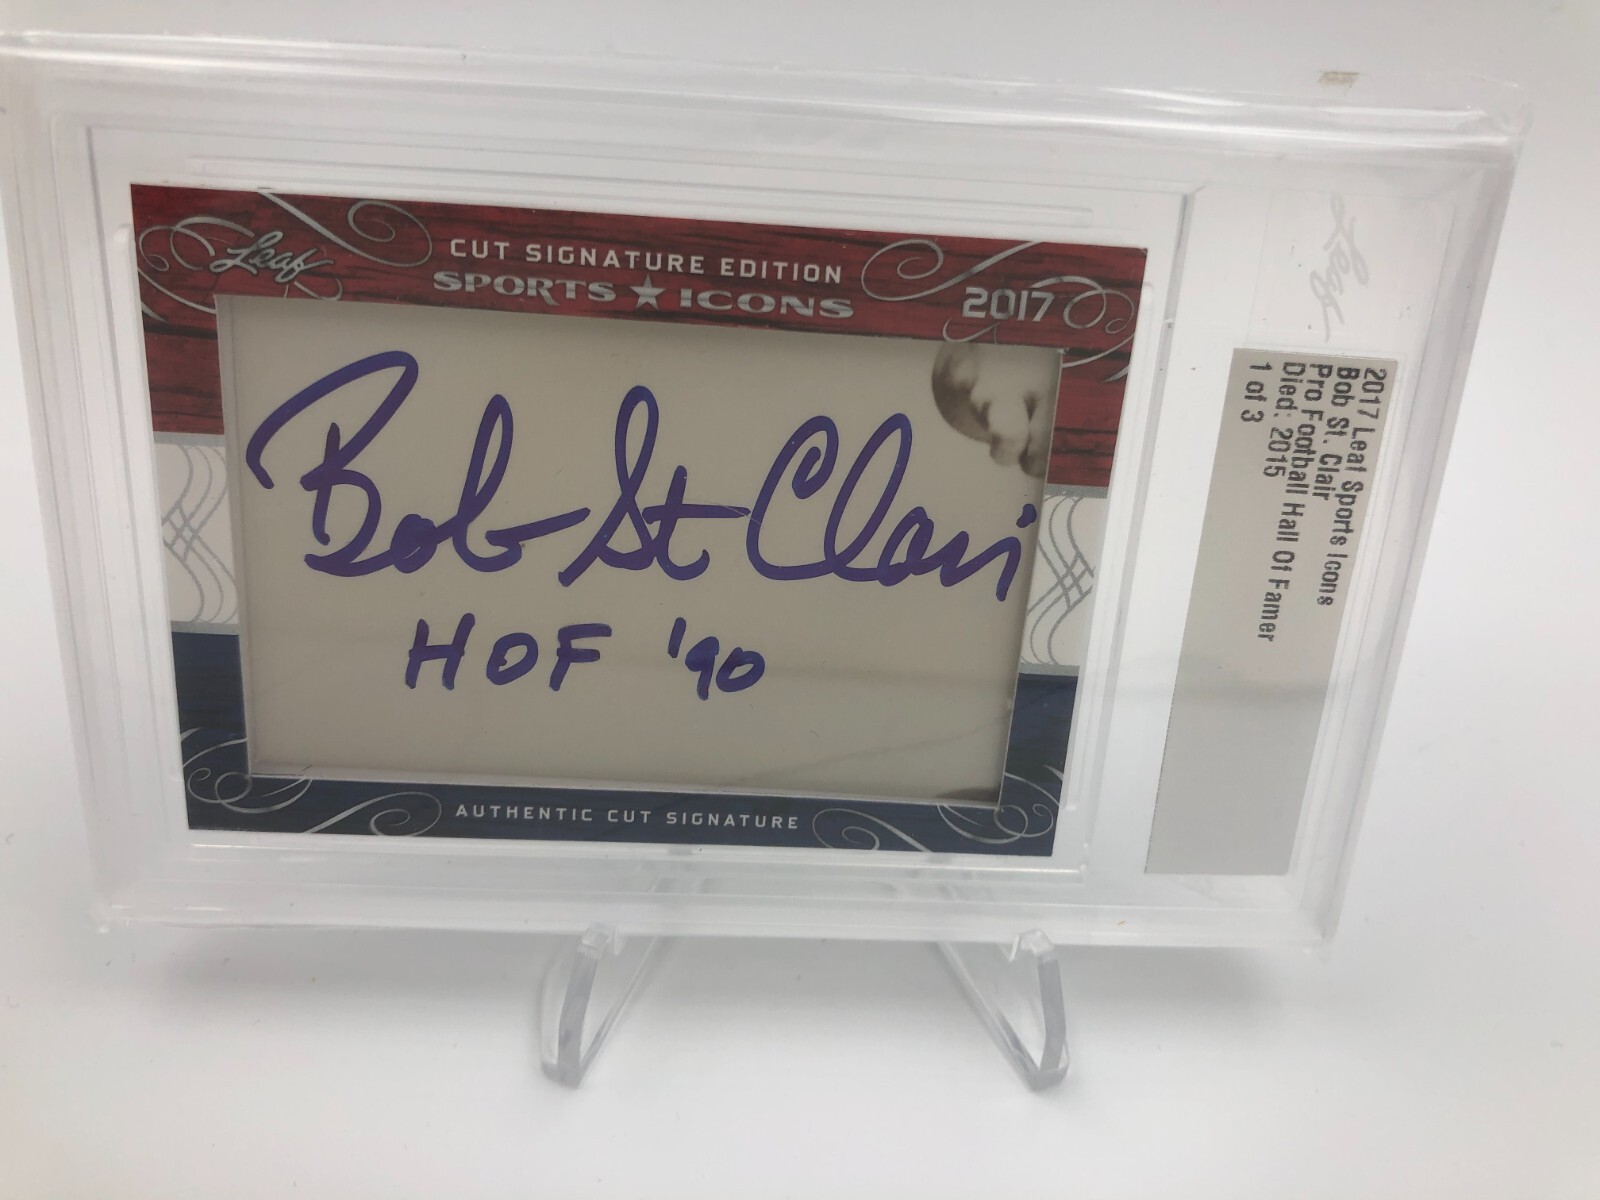 Leaf
CUT SIGNATURE EDITION
SPORTS ★ ICONS
2017
Bob St Clair
HOF '90
AUTHENTIC CUT SIGNATURE
Leaf
2017 Leaf Sports Icons
Bob St. Clair
Pro Football Hall Of Famer
Died: 2015
1 of 3